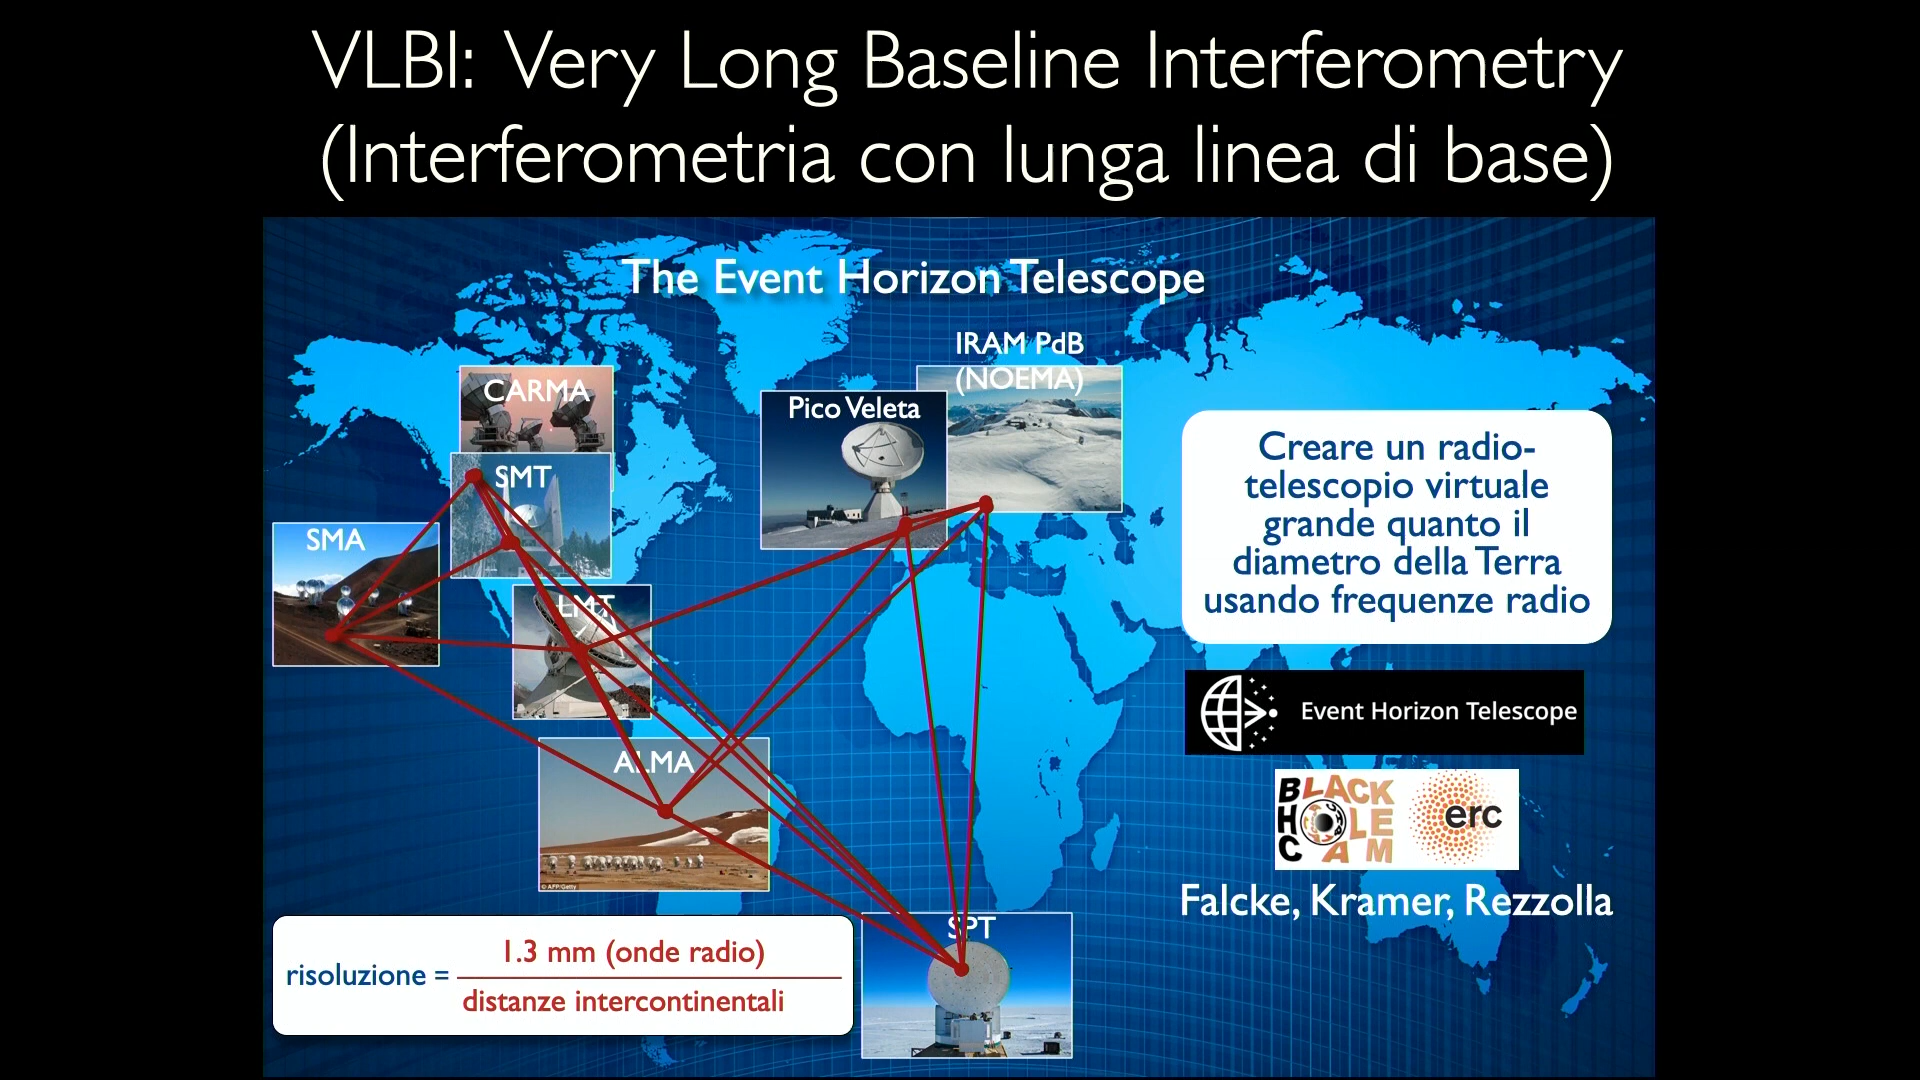 VLBI: Very Long Baseline Interferometry
(Interferometria con lunga linea di base)
The Event Horizon Telescope
IRAM PdB
(NOEMA)
CARMA
Pico Veleta
SMT
SMA
LMT
ALMA
© AFP/Getty
SPT
Creare un radio-
telescopio virtuale
grande quanto il
diametro della Terra
usando frequenze radio
Event Horizon Telescope
BLACK
HOLE
CAM
erc
Falcke, Kramer, Rezzolla
1.3 mm (onde radio)
risoluzione =
distanze intercontinentali